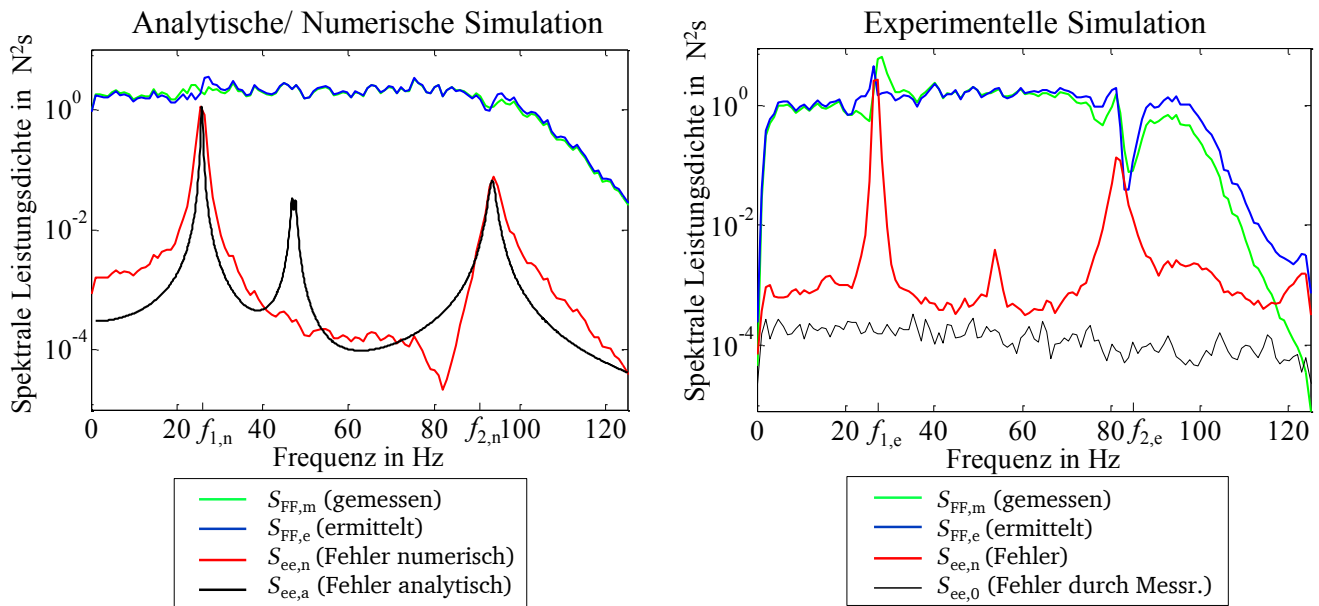 Analytische/ Numerische Simulation
Spektrale Leistungsdichte in N²s
10⁰
10⁻²
10⁻⁴
0 20 f1,n 40 60 80 f2,n 100 120
Frequenz in Hz
SFF,m (gemessen)
SFF,e (ermittelt)
See,n (Fehler numerisch)
See,a (Fehler analytisch)
Experimentelle Simulation
Spektrale Leistungsdichte in N²s
10⁰
10⁻²
10⁻⁴
0 20 f1,e 40 60 80 f2,e 100 120
Frequenz in Hz
SFF,m (gemessen)
SFF,e (ermittelt)
See,n (Fehler)
See,0 (Fehler durch Messr.)